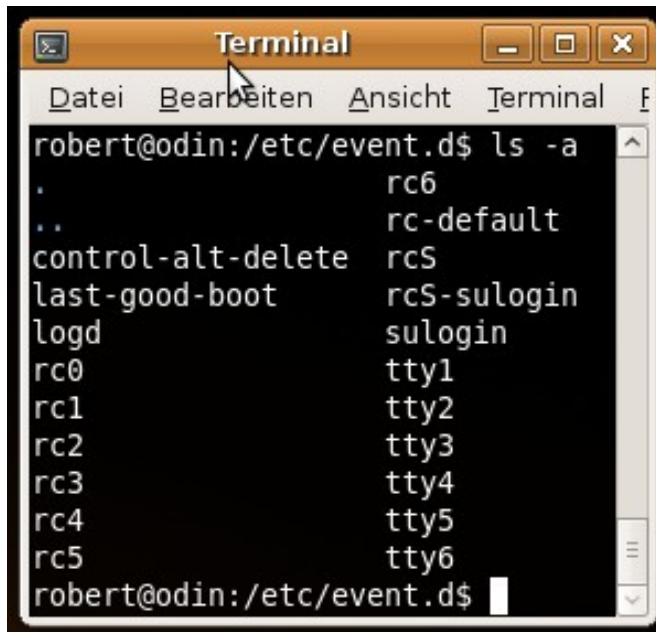 Terminal
Datei Bearbeiten Ansicht Terminal
robert@odin:/etc/event.d$ ls -a
. rc6
.. rc-default
control-alt-delete rcS
last-good-boot rcS-sulogin
logd sulogin
rc0 tty1
rc1 tty2
rc2 tty3
rc3 tty4
rc4 tty5
rc5 tty6
robert@odin:/etc/event.d$